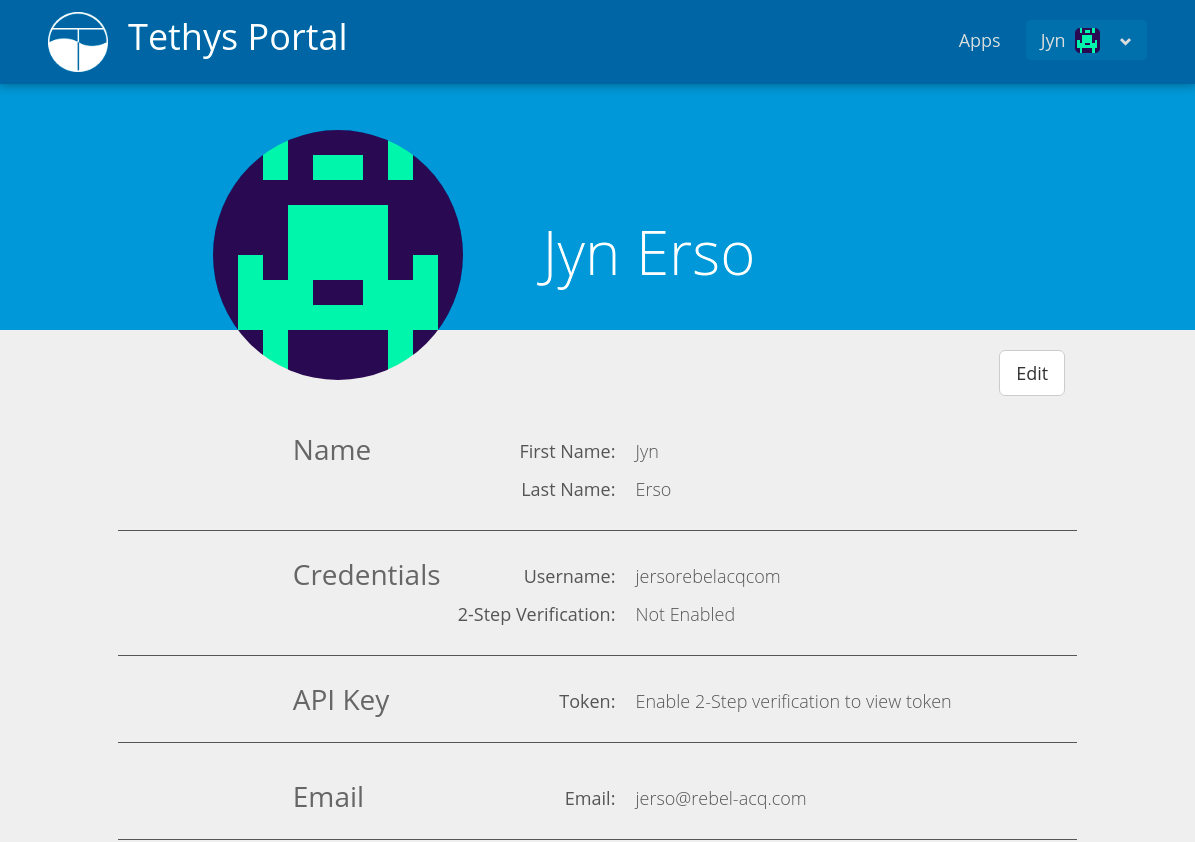 Tethys Portal
Apps
Jyn
Jyn Erso
Edit
Name
First Name: Jyn
Last Name: Erso
Credentials
Username: jersorebelacqcom
2-Step Verification: Not Enabled
API Key
Token: Enable 2-Step verification to view token
Email
Email: jerso@rebel-acq.com